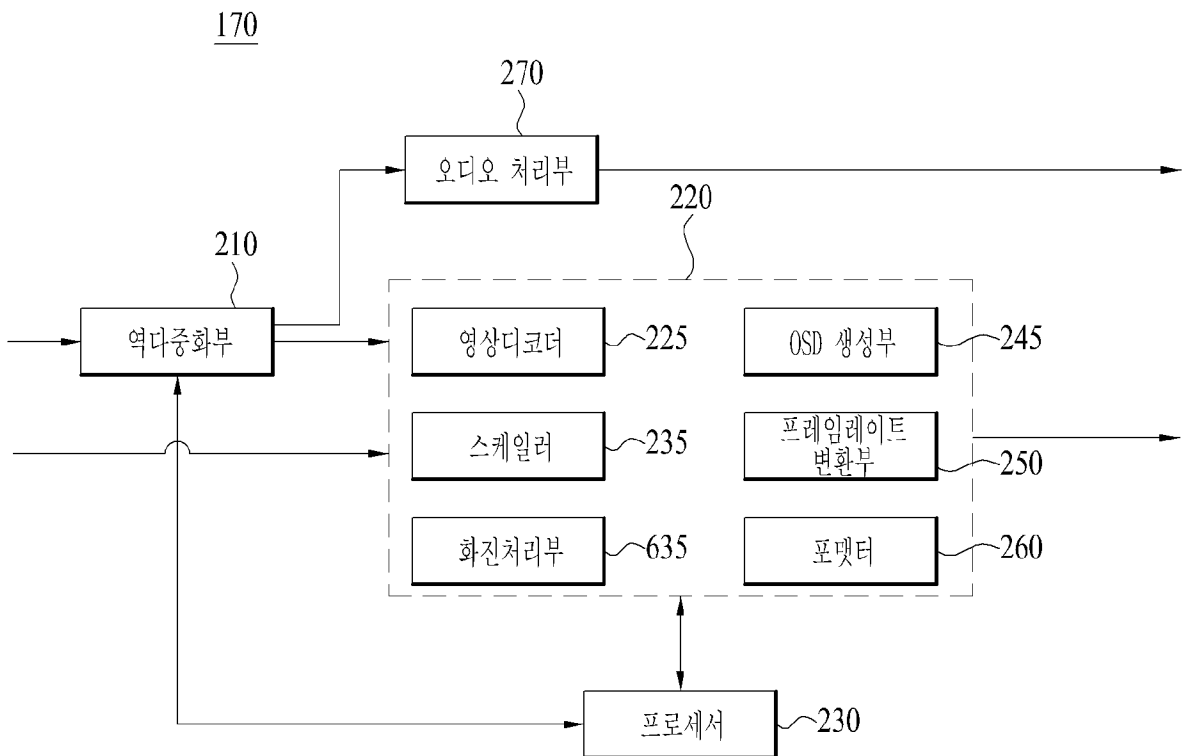 170
270
오디오 처리부
220
210
역다중화부
영상디코더
225
OSD 생성부
245
스케일러
235
프레임레이트
변환부
250
화진처리부
635
포맷터
260
프로세서
230